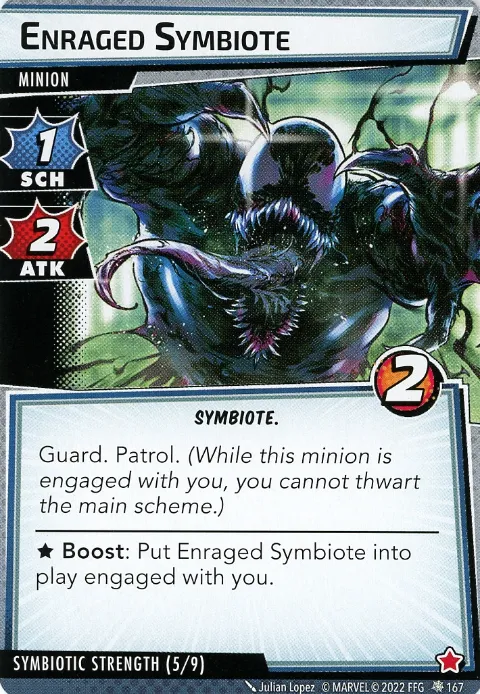 ENRAGED SYMBIOTE
MINION
1
SCH
2
ATK
2
SYMBIOTE.
Guard. Patrol. (While this minion is
engaged with you, you cannot thwart
the main scheme.)
★ Boost: Put Enraged Symbiote into
play engaged with you.
SYMBIOTIC STRENGTH (5/9)
Julian Lopez © MARVEL © 2022 FFG 167